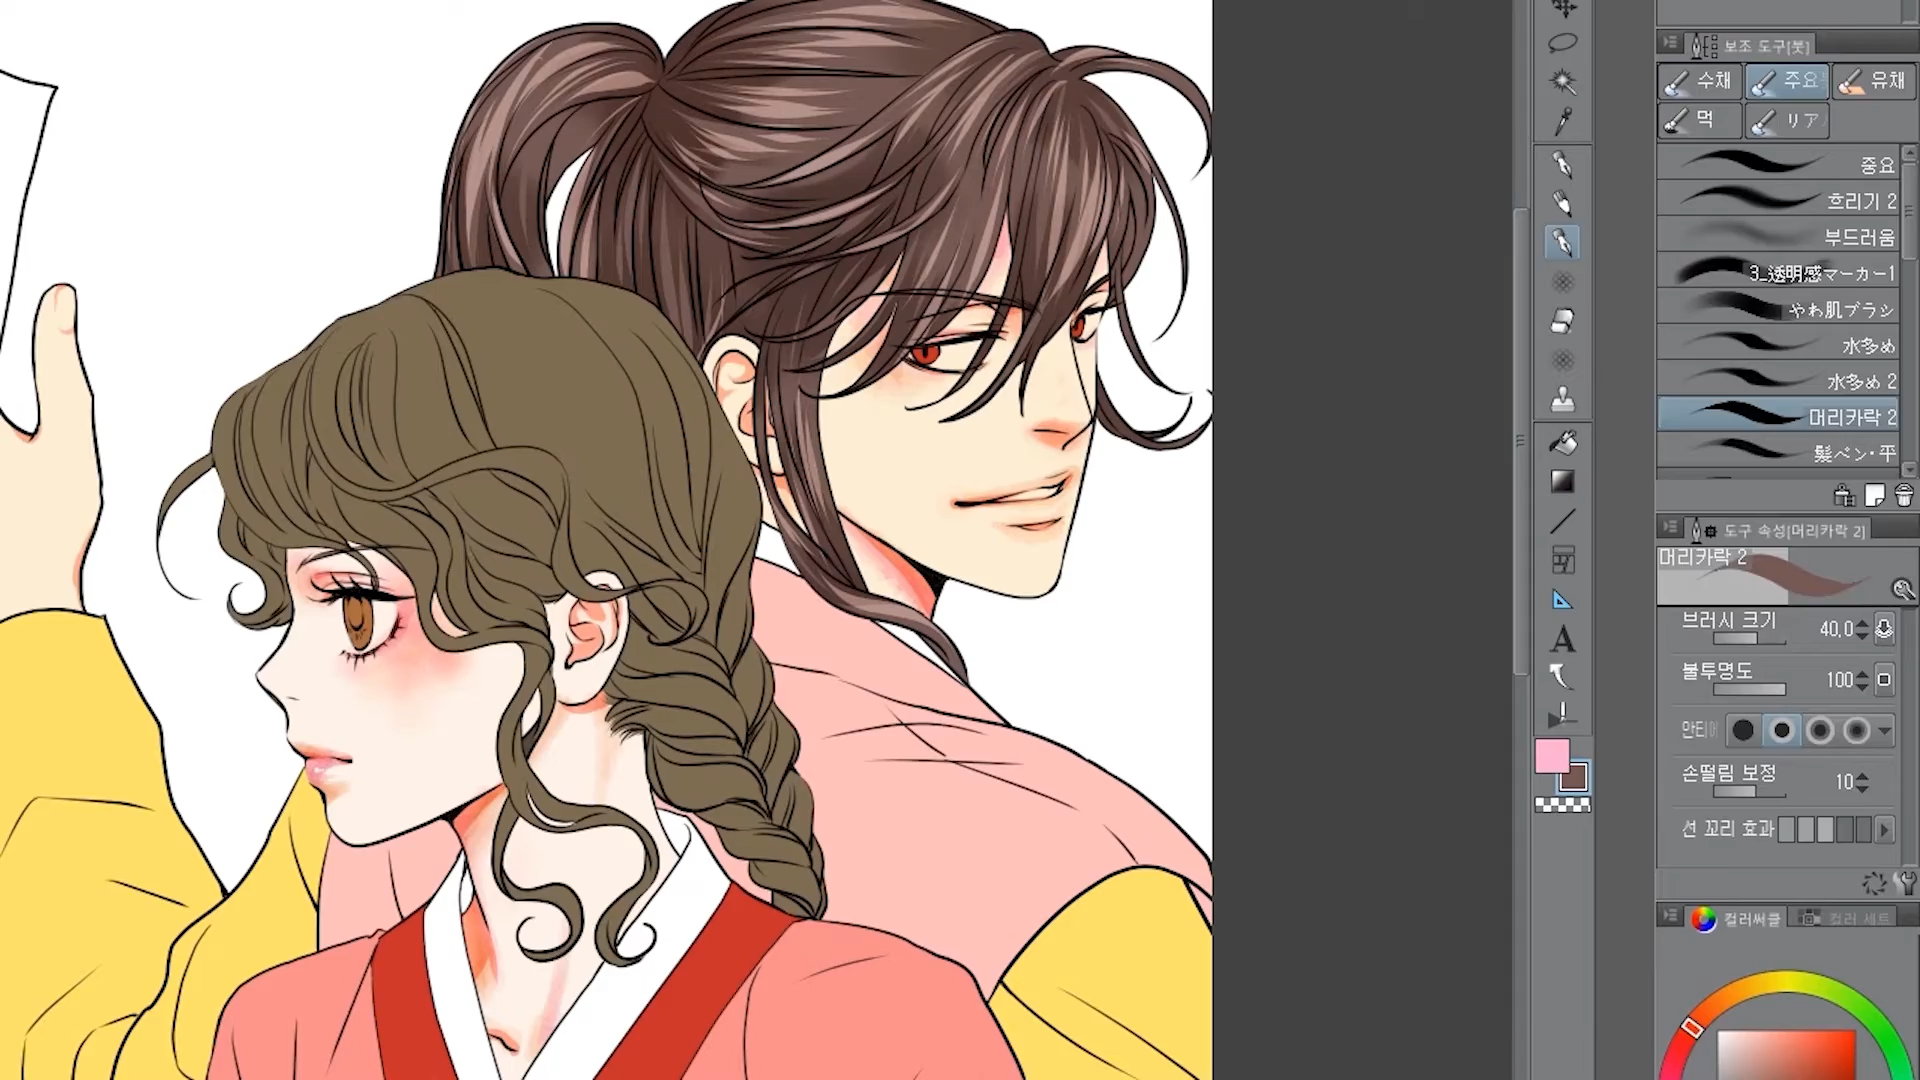 보조 도구[붓]
수채
주요
유채
먹
リア
중요
흐리기 2
부드러움
3_透明感マーカー1
やわ肌ブラシ
水多め
水多め 2
머리카락 2
髪ペン・平
도구 속성[머리카락 2]
머리카락 2
브러시 크기 40.0
불투명도 100
안티에
손떨림 보정 10
션 꼬리 효과
A
컬러써클
컬러 세트